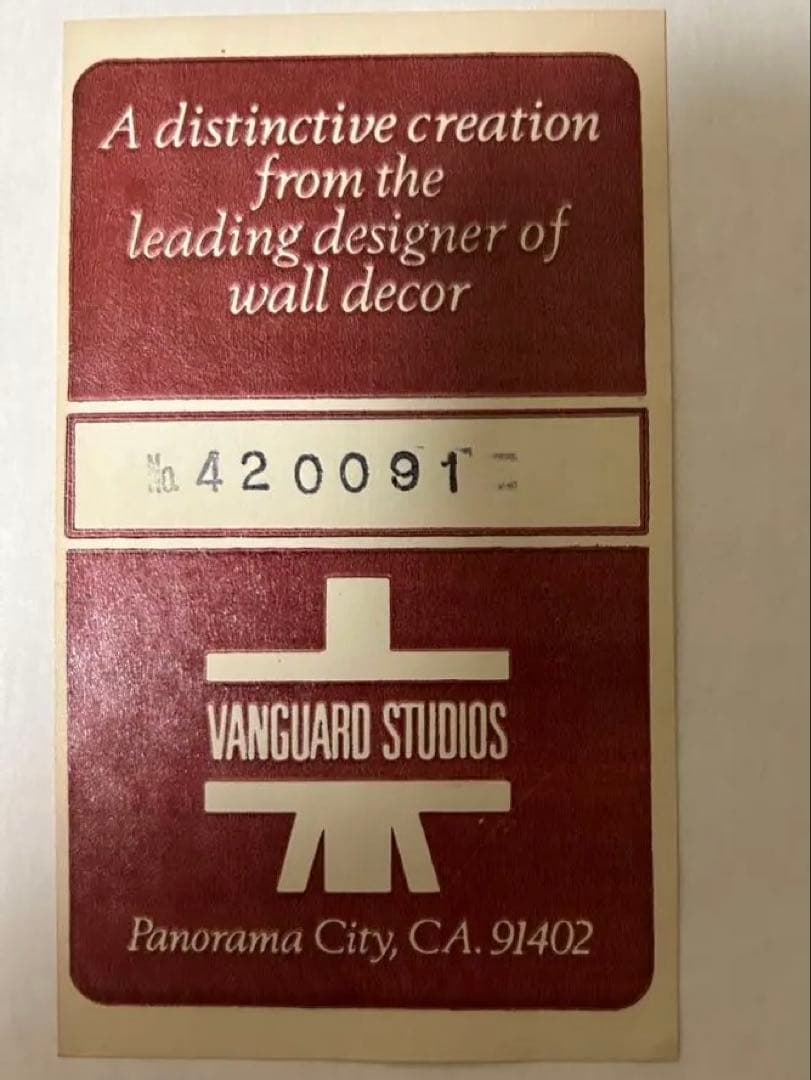 A distinctive creation
from the
leading designer of
wall decor
No. 420091
VANGUARD STUDIOS
Panorama City, CA. 91402